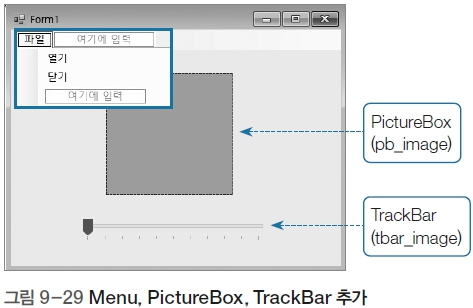 Form1
파일 여기에 입력
열기
닫기
여기에 입력
PictureBox
(pb_image)
TrackBar
(tbar_image)
그림 9-29 Menu, PictureBox, TrackBar 추가